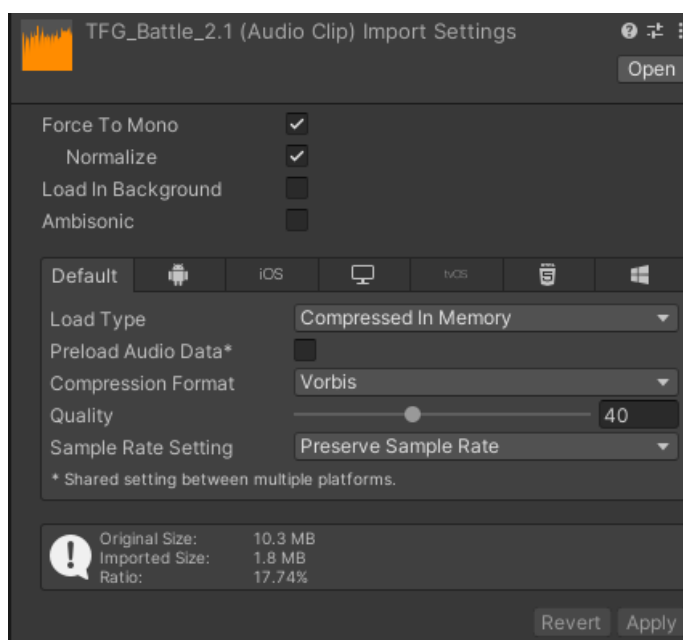 TFG_Battle_2.1 (Audio Clip) Import Settings
Open
Force To Mono
Normalize
Load In Background
Ambisonic
Default iOS tvOS
Load Type Compressed In Memory
Preload Audio Data*
Compression Format Vorbis
Quality 40
Sample Rate Setting Preserve Sample Rate
* Shared setting between multiple platforms.
Original Size: 10.3 MB
Imported Size: 1.8 MB
Ratio: 17.74%
Revert Apply